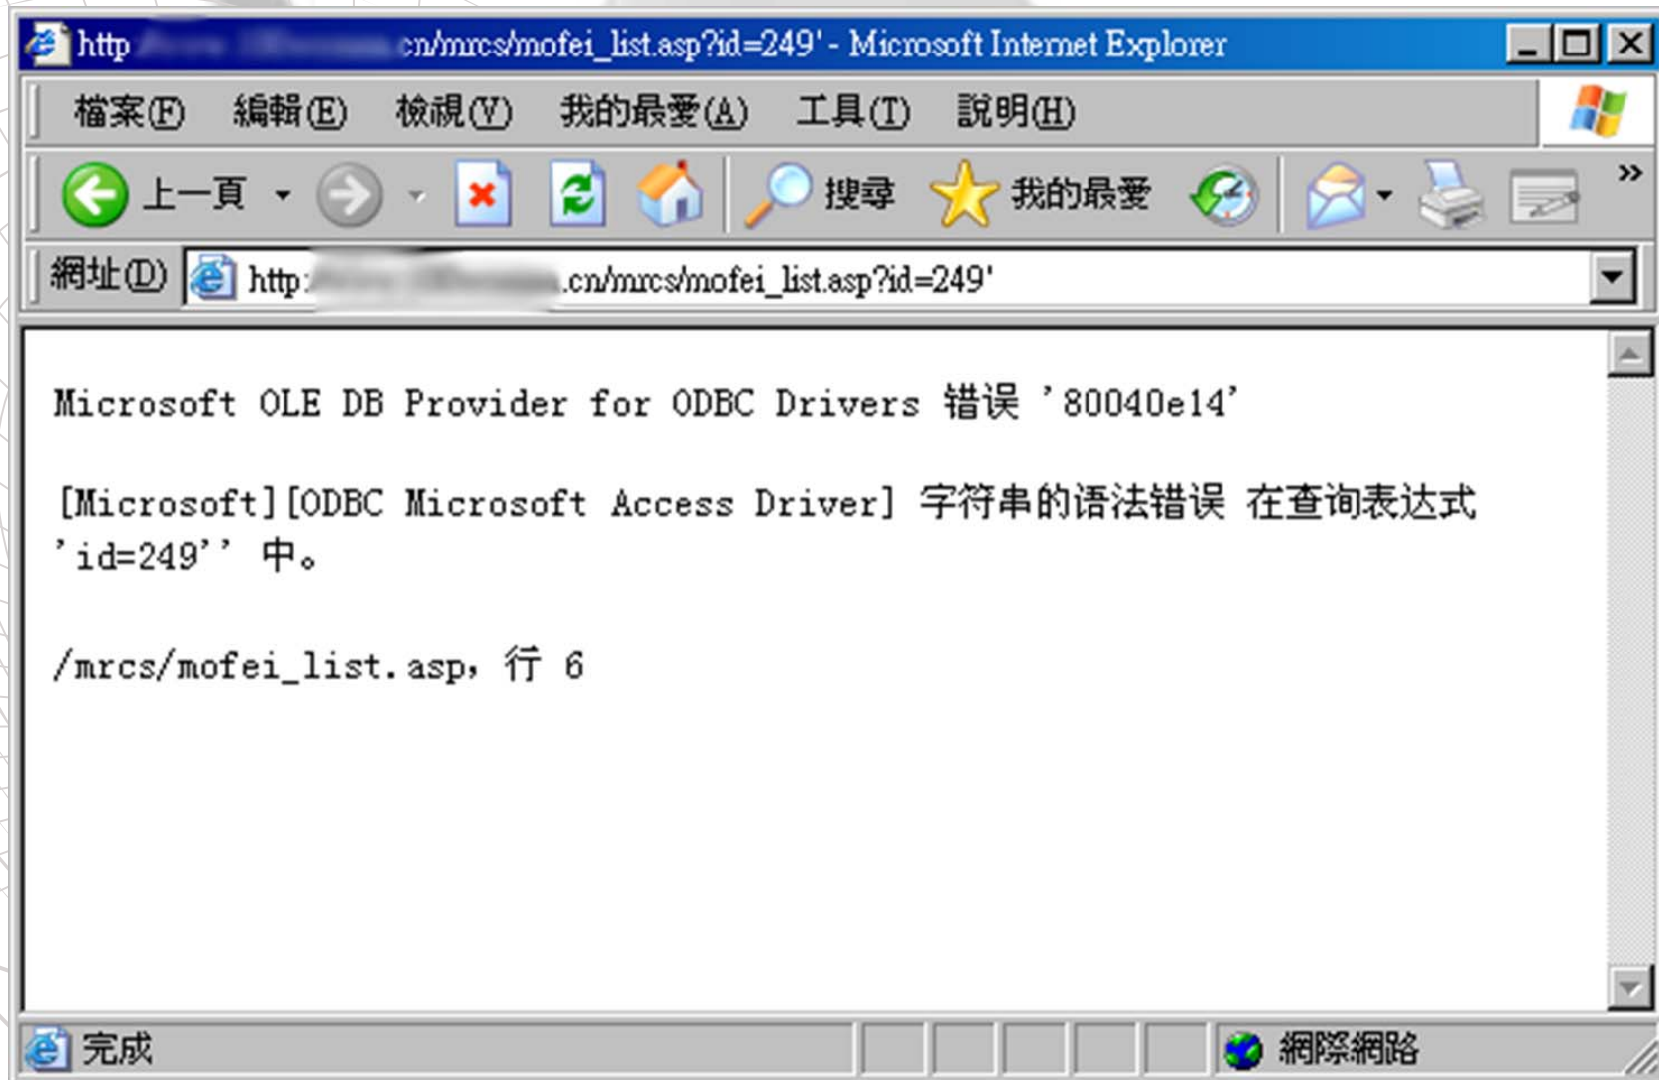 http cn/mrcs/mofei_list.asp?id=249' - Microsoft Internet Explorer
檔案(F) 編輯(E) 檢視(V) 我的最愛(A) 工具(T) 說明(H)
上一頁 搜尋 我的最愛 »
網址(D) http: .cn/mrcs/mofei_list.asp?id=249'
Microsoft OLE DB Provider for ODBC Drivers 错误 '80040e14'
[Microsoft][ODBC Microsoft Access Driver] 字符串的语法错误 在查询表达式
'id=249'' 中。
/mrcs/mofei_list.asp，行 6
完成 網際網路